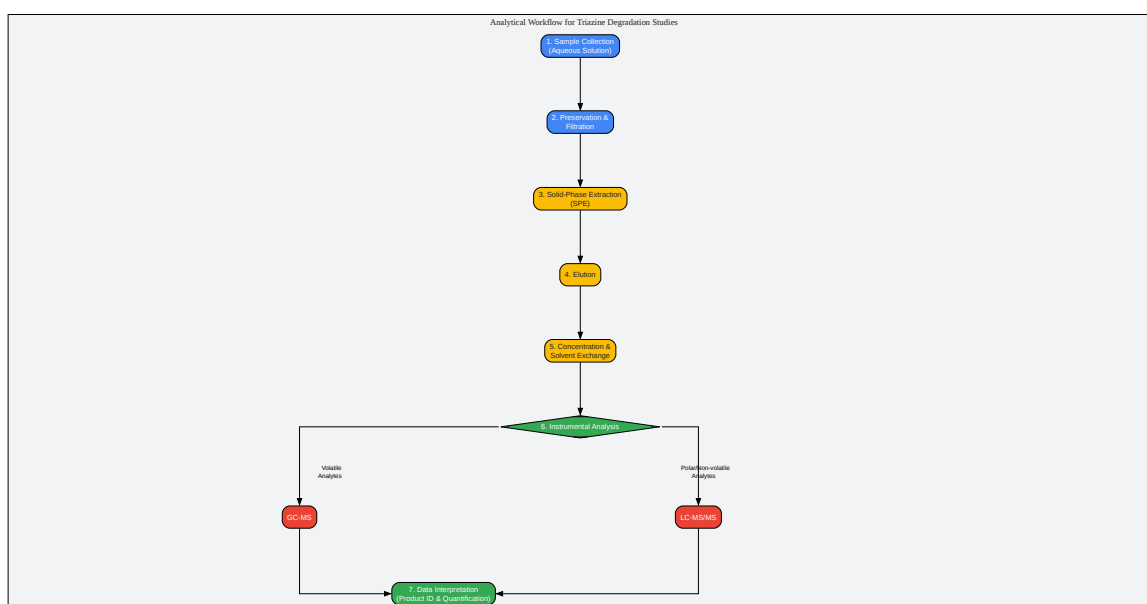 Analytical Workflow for Triazine Degradation Studies
1. Sample Collection
(Aqueous Solution)
2. Preservation &
Filtration
3. Solid-Phase Extraction
(SPE)
4. Elution
5. Concentration &
Solvent Exchange
6. Instrumental Analysis
Volatile
Analytes
Polar/Non-volatile
Analytes
GC-MS
LC-MS/MS
7. Data Interpretation
(Product ID & Quantification)